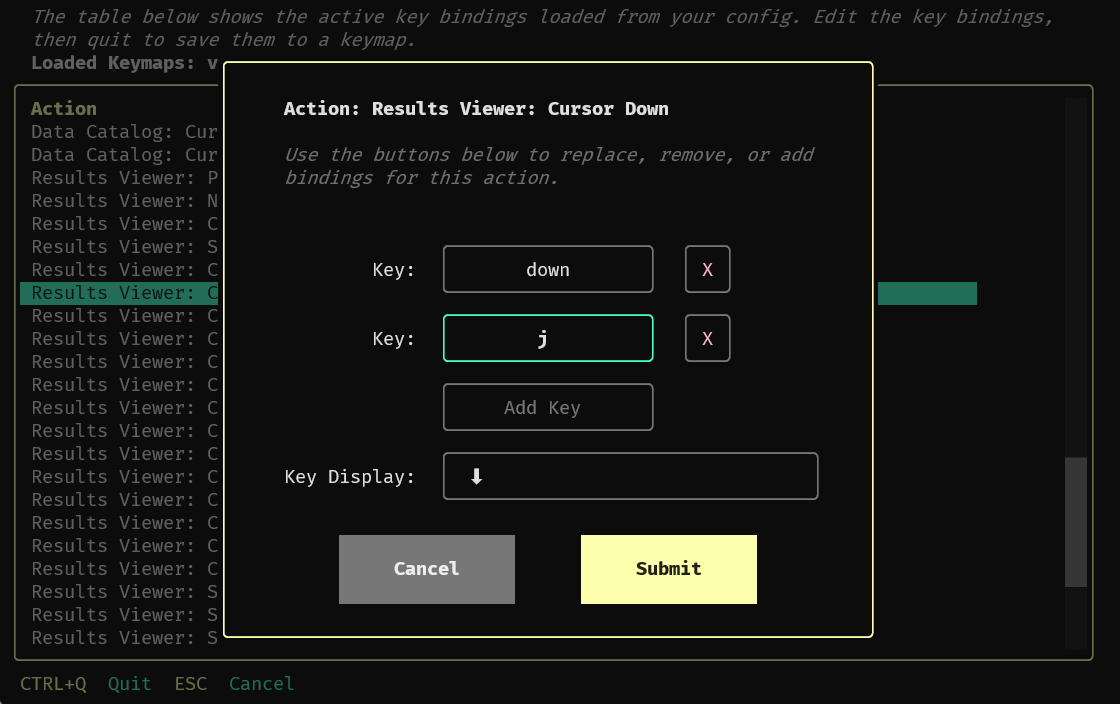 The table below shows the active key bindings loaded from your config. Edit the key bindings,
then quit to save them to a keymap.
Loaded Keymaps: v
Action
Data Catalog: Cur
Data Catalog: Cur
Results Viewer: P
Results Viewer: N
Results Viewer: C
Results Viewer: S
Results Viewer: C
Results Viewer: C
Results Viewer: C
Results Viewer: C
Results Viewer: C
Results Viewer: C
Results Viewer: C
Results Viewer: C
Results Viewer: C
Results Viewer: C
Results Viewer: C
Results Viewer: C
Results Viewer: C
Results Viewer: C
Results Viewer: S
Results Viewer: S
Results Viewer: S
Action: Results Viewer: Cursor Down
Use the buttons below to replace, remove, or add
bindings for this action.
Key: down X
Key: j X
Add Key
Key Display: ⬇
Cancel Submit
CTRL+Q Quit ESC Cancel